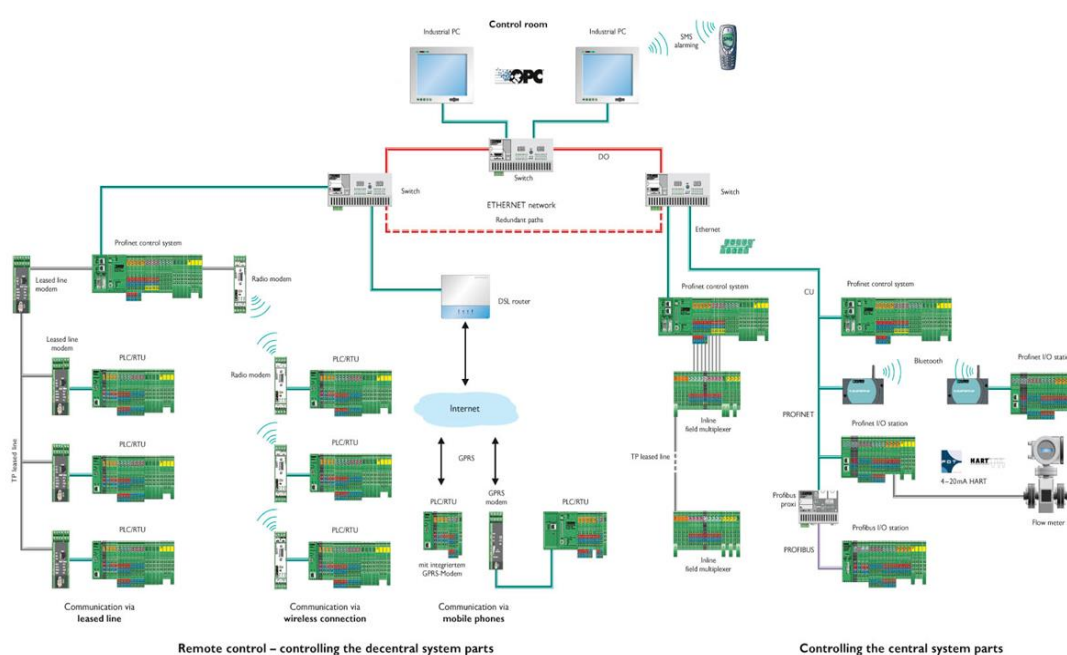 Control room
Industrial PC
Industrial PC
SMS
alarming
OPC
Switch
DO
Switch
Switch
ETHERNET network
Redundant paths
Ethernet
Profinet control system
Leased line
modem
Radio modem
DSL router
Profinet control system
CU
Profinet control system
Leased line
modem
PLC/RTU
Radio modem
PLC/RTU
Bluetooth
Profinet I/O stati
Internet
Inline
field multiplexer
PROFINET
Profinet I/O station
TP leased line
PLC/RTU
PLC/RTU
GPRS
TP leased line
HART
4–20mA HART
PLC/RTU
GPRS
modem
PLC/RTU
Profibus
proxi
Flow meter
PLC/RTU
PLC/RTU
mit integriertem
GPRS-Modem
Inline
field multiplexer
Profibus I/O station
PROFIBUS
Communication via
leased line
Communication via
wireless connection
Communication via
mobile phones
Remote control – controlling the decentral system parts
Controlling the central system parts